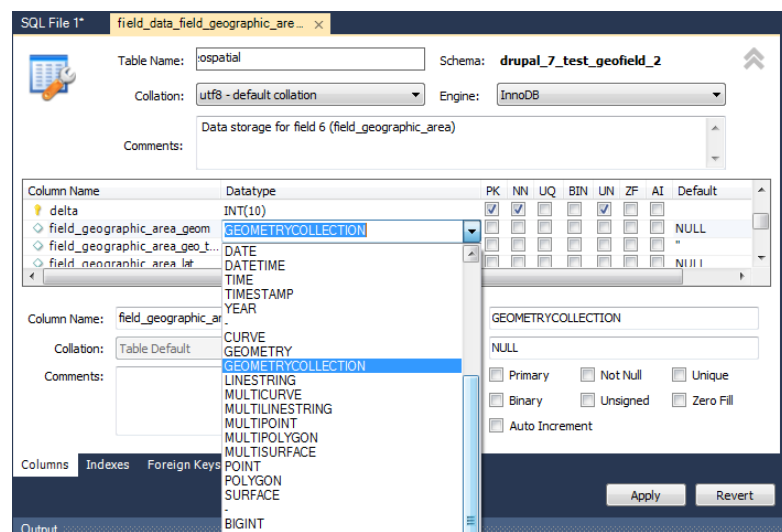 SQL File 1* field_data_field_geographic_are... ×
Table Name: ospatial Schema: drupal_7_test_geofield_2
Collation: utf8 - default collation Engine: InnoDB
Data storage for field 6 (field_geographic_area)
Comments:
Column Name Datatype PK NN UQ BIN UN ZF AI Default
delta INT(10)
field_geographic_area_geom GEOMETRYCOLLECTION NULL
field_geographic_area_geo_t... ''
field_geographic_area_lat NULL
DATE
DATETIME
TIME
TIMESTAMP
YEAR
-
CURVE
GEOMETRY
GEOMETRYCOLLECTION
LINESTRING
MULTICURVE
MULTILINESTRING
MULTIPOINT
MULTIPOLYGON
MULTISURFACE
POINT
POLYGON
SURFACE
-
BIGINT
Column Name: field_geographic_ar GEOMETRYCOLLECTION
Collation: Table Default NULL
Comments: Primary Not Null Unique
Binary Unsigned Zero Fill
Auto Increment
Columns Indexes Foreign Keys
Apply Revert
Output